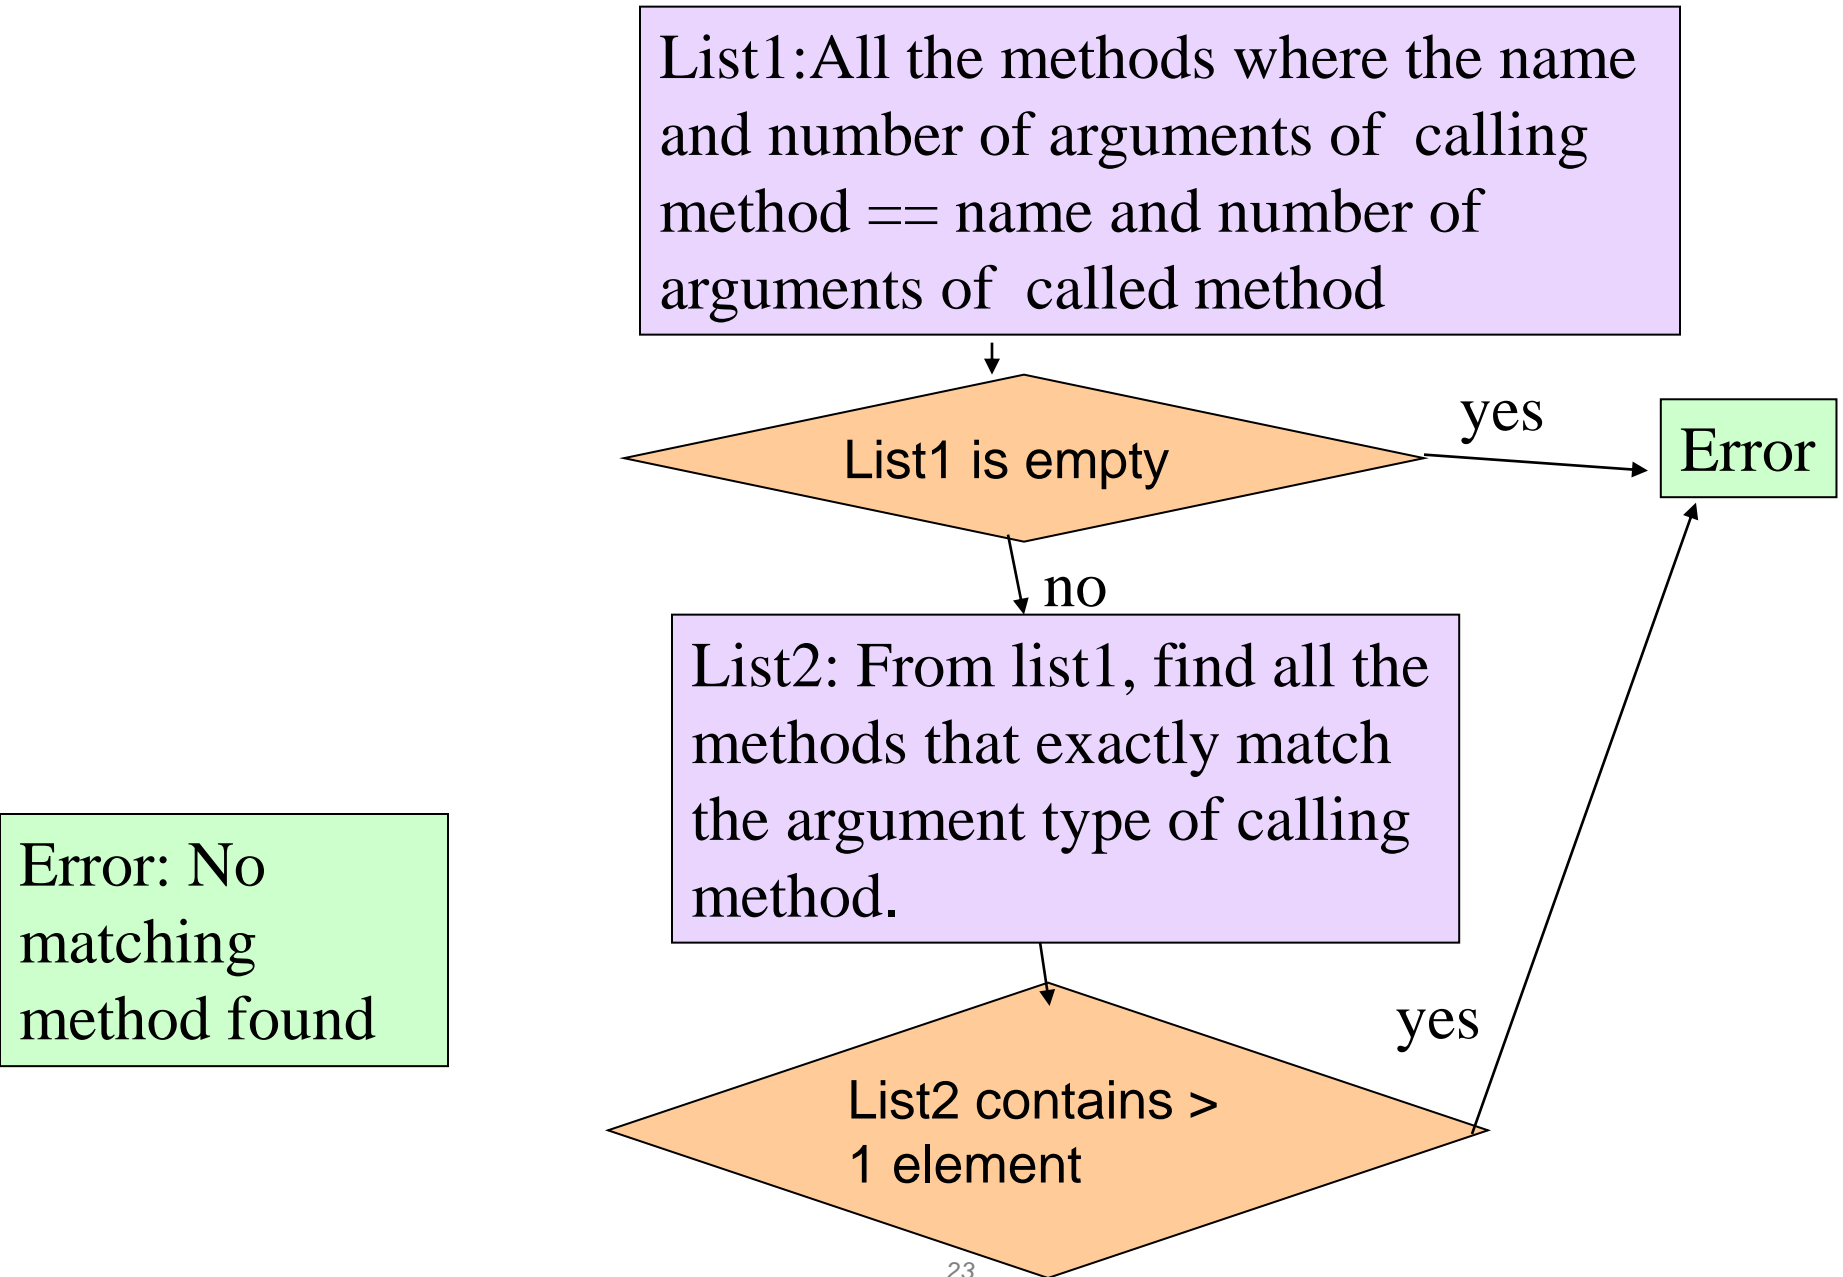 List1:All the methods where the name
and number of arguments of  calling
method == name and number of
arguments of  called method
List1 is empty
yes
Error
no
List2: From list1, find all the
methods that exactly match
the argument type of calling
method.
Error: No
matching
method found
yes
List2 contains >
1 element
23